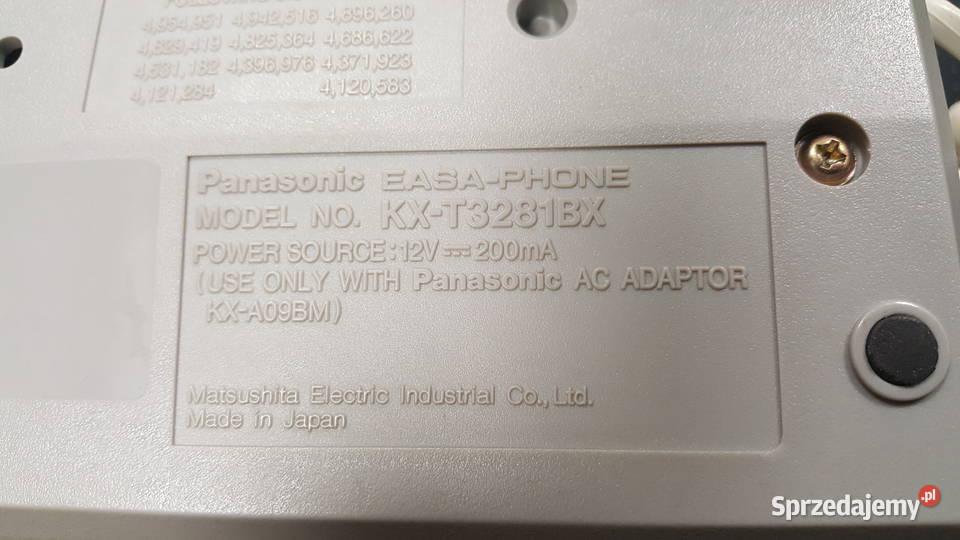 4,954,951 4,942,516 4,896,260
4,829,419 4,825,364 4,686,622
4,531,182 4,396,976 4,371,923
4,121,284 4,120,583
Panasonic EASA-PHONE
MODEL NO. KX-T3281BX
POWER SOURCE:12V⎓200mA
(USE ONLY WITH Panasonic AC ADAPTOR
KX-A09BM)
Matsushita Electric Industrial Co., Ltd.
Made in Japan
Sprzedajemy.pl